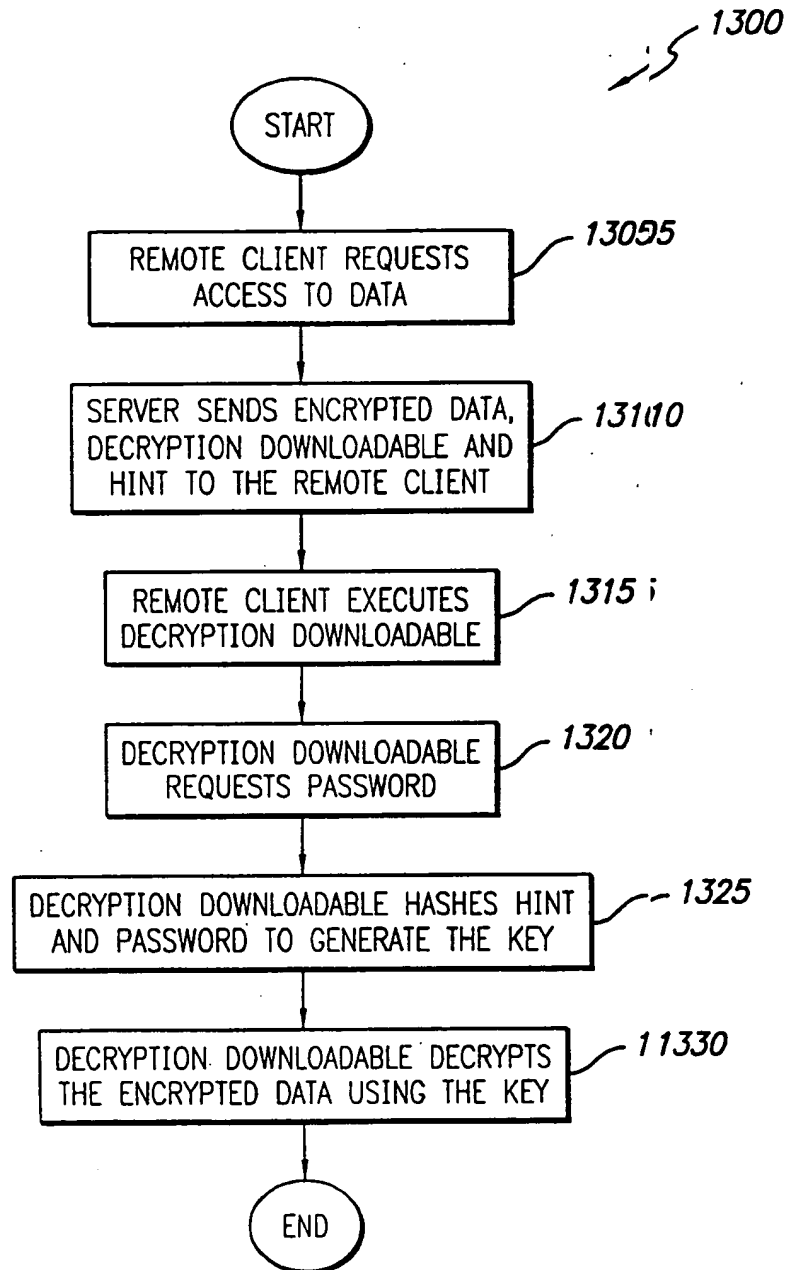 1300
START
REMOTE CLIENT REQUESTS
ACCESS TO DATA
13095
SERVER SENDS ENCRYPTED DATA,
DECRYPTION DOWNLOADABLE AND
HINT TO THE REMOTE CLIENT
131010
REMOTE CLIENT EXECUTES
DECRYPTION DOWNLOADABLE
1315
DECRYPTION DOWNLOADABLE
REQUESTS PASSWORD
1320
DECRYPTION DOWNLOADABLE HASHES HINT
AND PASSWORD TO GENERATE THE KEY
1325
DECRYPTION DOWNLOADABLE DECRYPTS
THE ENCRYPTED DATA USING THE KEY
11330
END